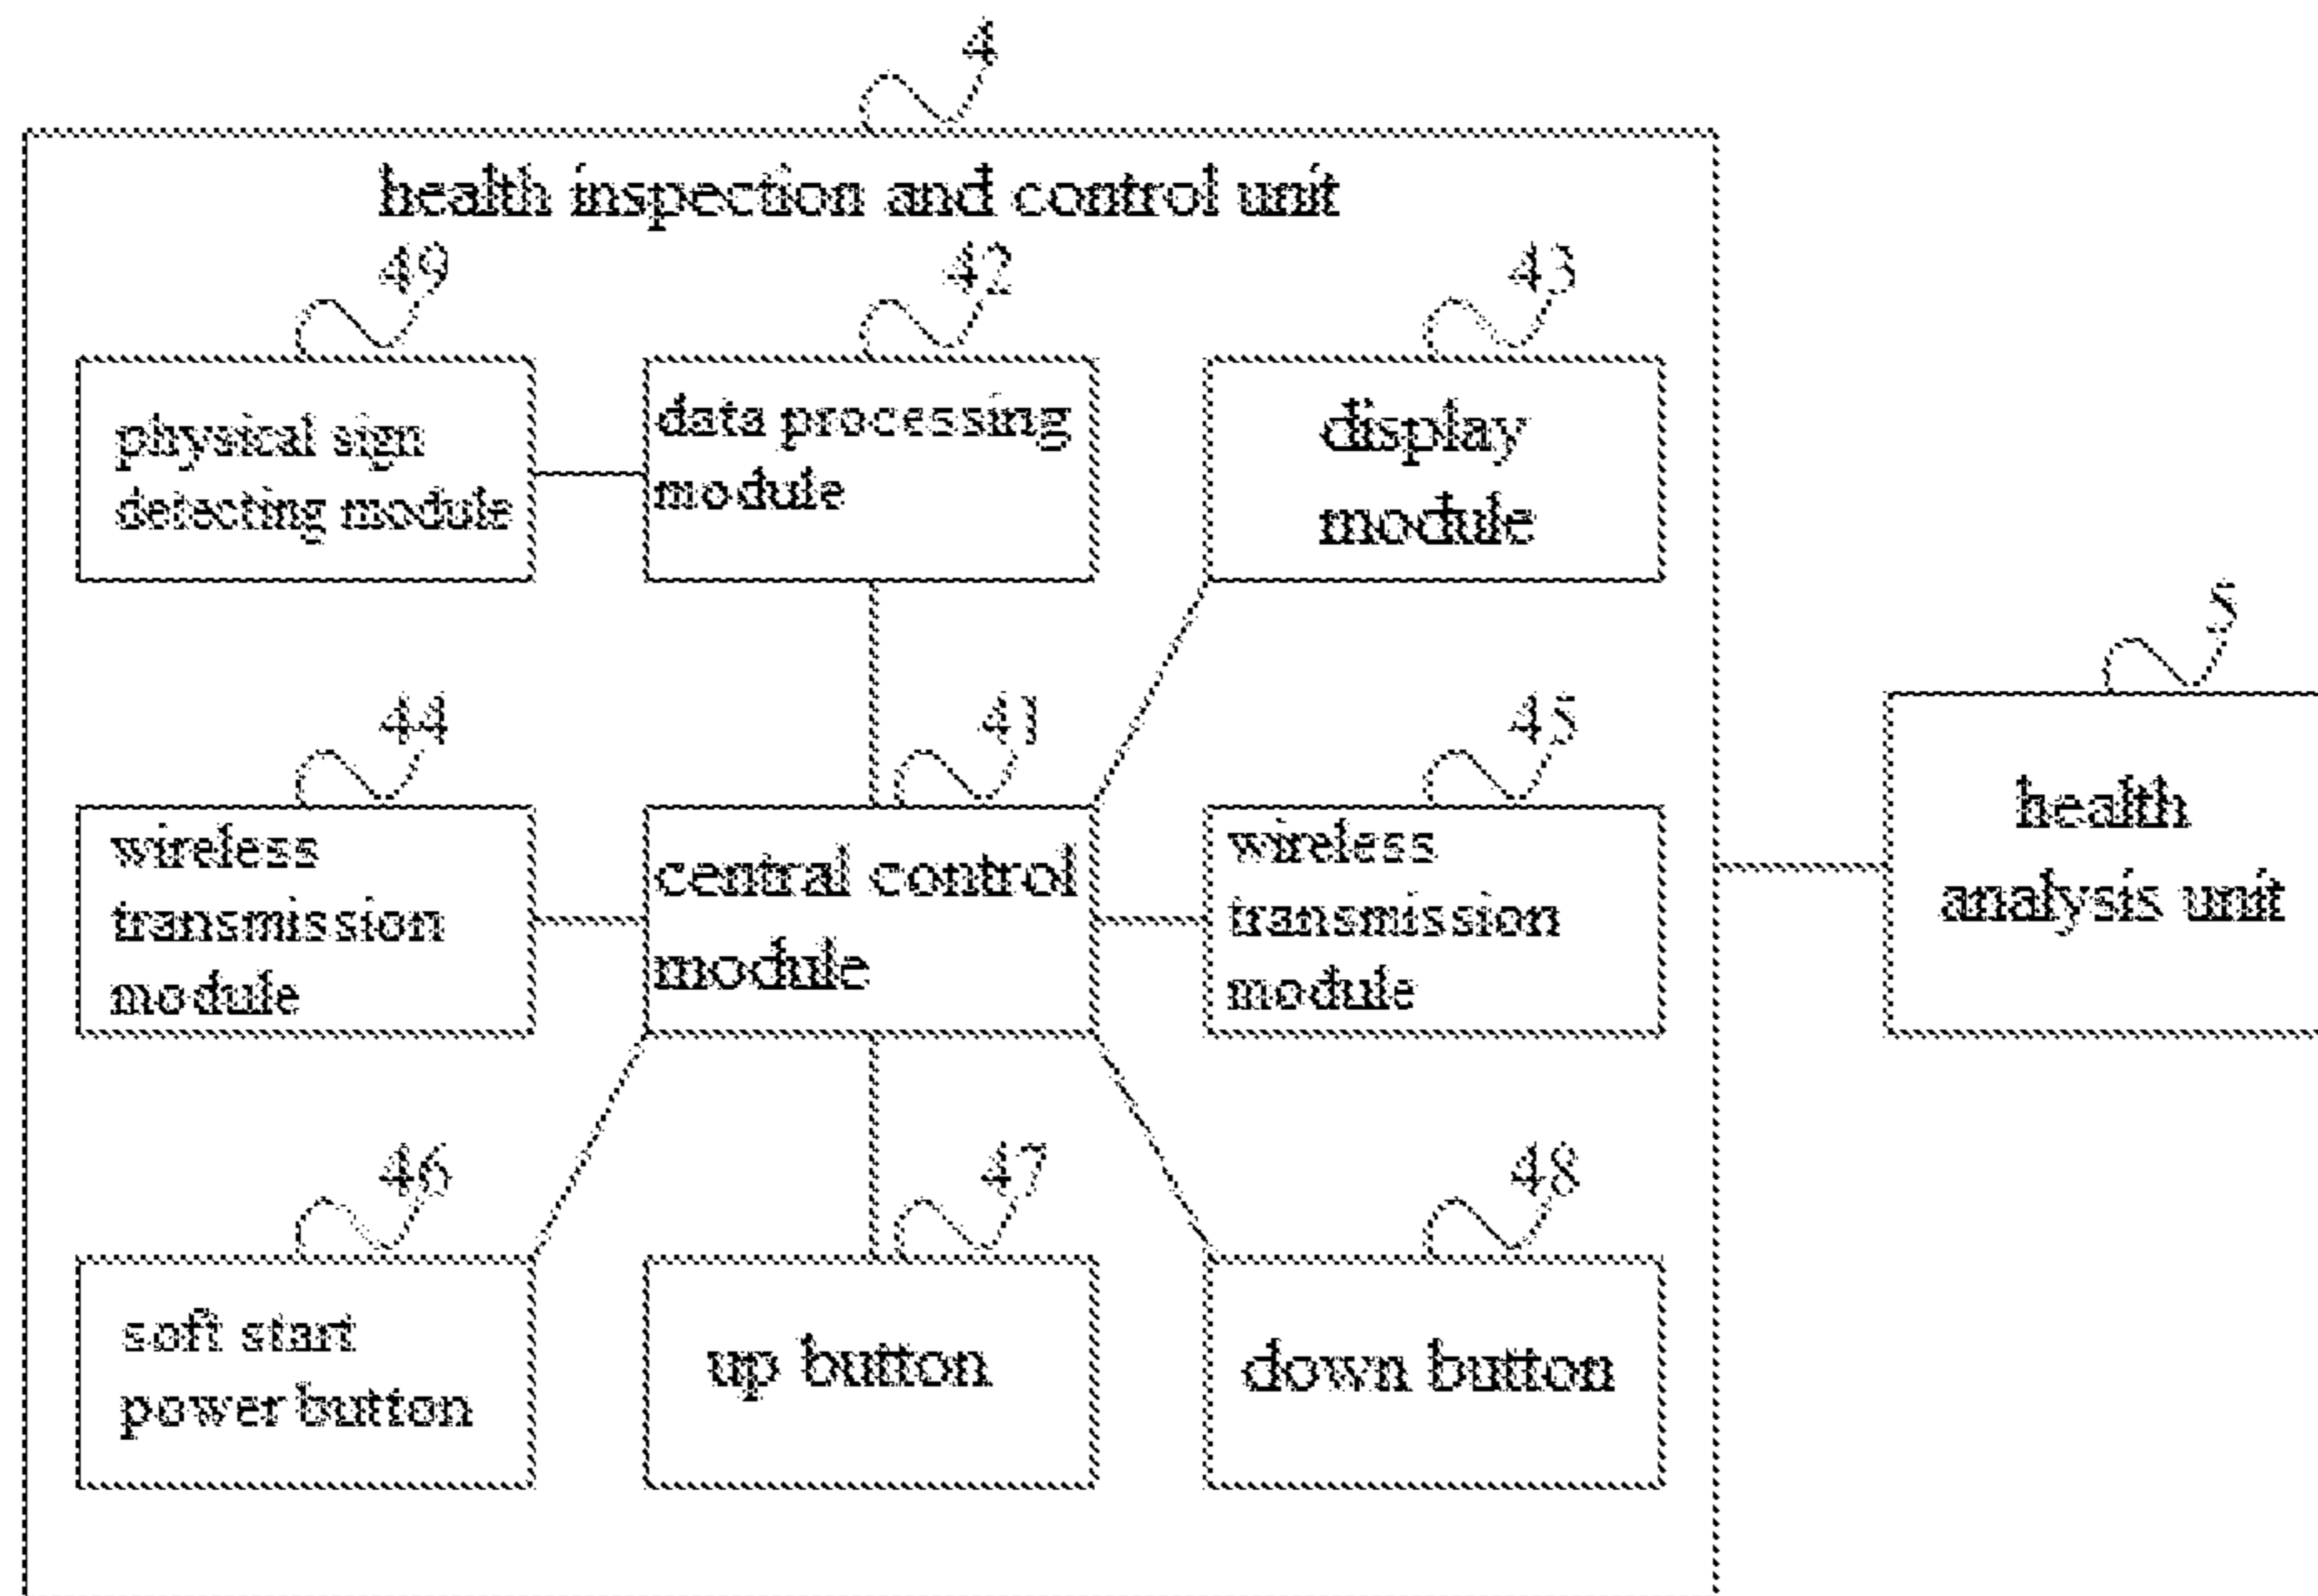 4
health inspection and control unit
49
42
43
physical sign
detecting module
data processing
module
display
module
5
44
41
45
wireless
transmission
module
central control
module
wireless
transmission
module
health
analysis unit
46
47
48
soft start
power button
up button
down button